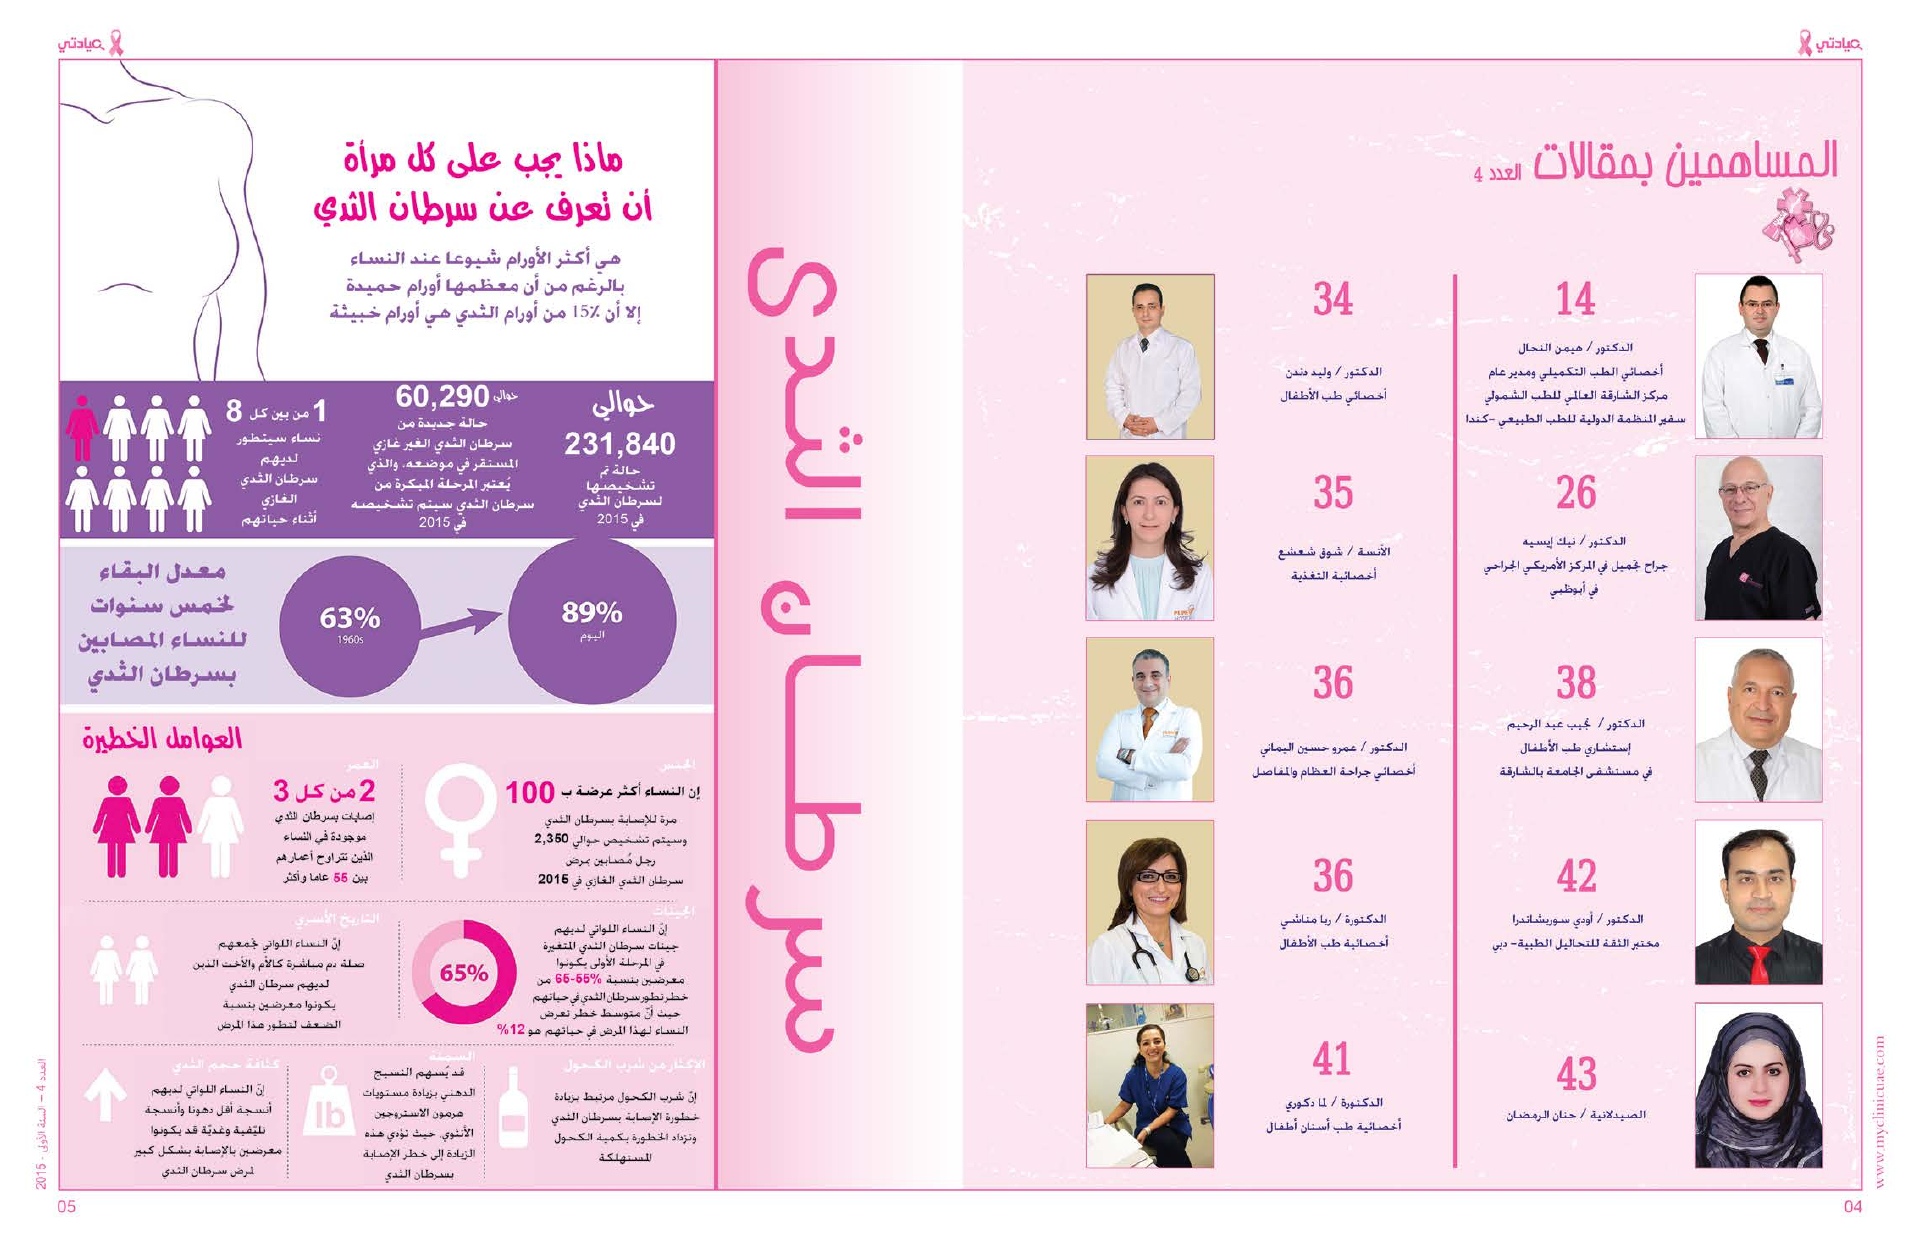 عيادتي
المساهمين بمقالات العدد 4
14
الدكتور / هيمن النحال
أخصائي الطب التكميلي ومدير عام
مركز الشارقة العالمي للطب الشمولي
سفير المنظمة الدولية للطب الطبيعي -كندا
26
الدكتور / نيك إيسيه
جراح تجميل في المركز الأمريكي الجراحي
في أبوظبي
38
الدكتور / نجيب عبد الرحيم
إستشاري طب الأطفال
في مستشفى الجامعة بالشارقة
42
الدكتور / أودي سوريشاندرا
مختبر الثقة للتحاليل الطبية- دبي
43
الصيدلانية / حنان الرمضان
34
الدكتور / وليد دندن
أخصائي طب الأطفال
35
الآنسة / شوق شعشع
أخصائية التغذية
36
الدكتور / عمرو حسين اليماني
أخصائي جراحة العظام والمفاصل
36
الدكتورة / ربا مناشي
أخصائية طب الأطفال
41
الدكتورة / لما دكوري
أخصائية طب أسنان أطفال
www.myclinicuae.com
04
سرطان الثدي
عيادتي
ماذا يجب على كل مرأة
أن تعرف عن سرطان الثدي
هي أكثر الأورام شيوعا عند النساء
بالرغم من أن معظمها أورام حميدة
إلا أن 15٪ من أورام الثدي هي أورام خبيثة
حوالي
231,840
حالة تم
تشخيصها
لسرطان الثدي
في 2015
حوالي 60,290
حالة جديدة من
سرطان الثدي الغير غازي
المستقر في موضعه، والذي
يُعتبر المرحلة المبكرة من
سرطان الثدي سيتم تشخيصه
في 2015
1 من بين كل 8
نساء سيتطور
لديهم
سرطان الثدي
الغازي
أثناء حياتهم
معدل البقاء
لخمس سنوات
للنساء المصابين
بسرطان الثدي
63%
1960s
89%
اليوم
العوامل الخطيرة
الجنس
إن النساء أكثر عرضة ب 100
مرة للإصابة بسرطان الثدي
وسيتم تشخيص حوالي 2,350
رجل مُصابين بمرض
سرطان الثدي الغازي في 2015
العمر
2 من كل 3
إصابات بسرطان الثدي
موجودة في النساء
الذين تتراوح أعمارهم
بين 55 عاما وأكثر
الجينات
إنّ النساء اللواتي لديهم
جينات سرطان الثدي المتغيرة
في المرحلة الأولى يكونوا
معرضين بنسبة 55%-65 من
خطر تطور سرطان الثدي في حياتهم
حيث أنّ متوسط خطر تعرض
النساء لهذا المرض في حياتهم هو 12%
65%
التاريخ الأسري
إنّ النساء اللواتي تجمعهم
صلة دم مباشرة كالأم والأخت الذين
لديهم سرطان الثدي
يكونوا معرضين بنسبة
الضعف لتطور هذا المرض
الإكثار من شرب الكحول
إنّ شرب الكحول مرتبط بزيادة
خطورة الإصابة بسرطان الثدي
وتزداد الخطورة بكمية الكحول
المستهلكة
السمنة
قد يُسهم النسيج
الدهني بزيادة مستويات
هرمون الاستروجين
الأنثوي، حيث تؤدي هذه
الزيادة إلى خطر الإصابة
بسرطان الثدي
lb
كثافة حجم الثدي
إنّ النساء اللواتي لديهم
أنسجة أقل دهونا وأنسجة
تليّفية وغديّة قد يكونوا
معرضين بالإصابة بشكل كبير
لمرض سرطان الثدي
العدد 4 – السنة الأولى - 2015
05